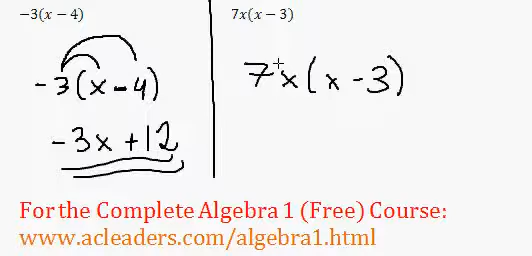 −3(x − 4)
7x(x − 3)
-3(x-4)
-3x+12
7x(x-3)
For the Complete Algebra 1 (Free) Course:
www.acleaders.com/algebra1.html